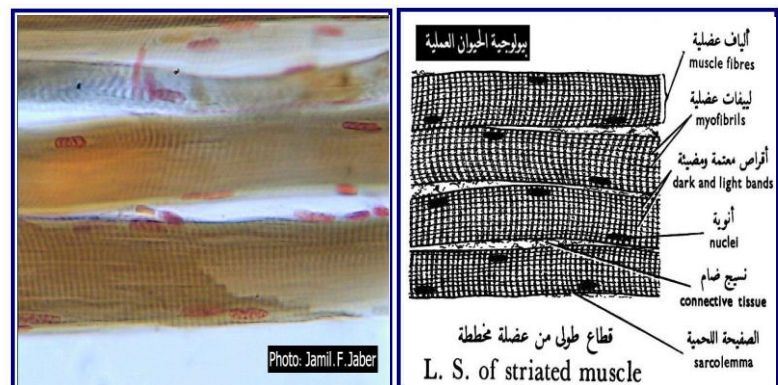 Photo: Jamil.F.Jaber
بيولوجية الحيوان العملية
ألياف عضلية
muscle fibres
لييفات عضلية
myofibrils
أقراص معتمة ومضيئة
dark and light bands
أنوية
nuclei
نسيج ضام
connective tissue
الصفيحة اللحمية
sarcolemma
قطاع طولى من عضلة مخططة
L. S. of striated muscle